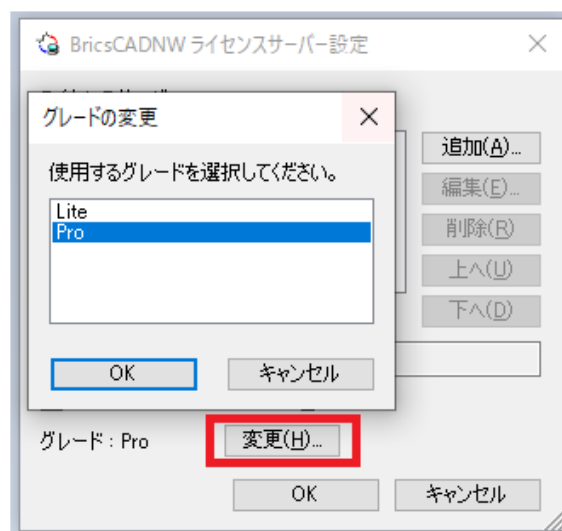 BricsCADNW ライセンスサーバー設定
グレードの変更
使用するグレードを選択してください。
Lite
Pro
OK
キャンセル
追加(A)...
編集(E)...
削除(R)
上へ(U)
下へ(D)
グレード : Pro
変更(H)...
OK
キャンセル